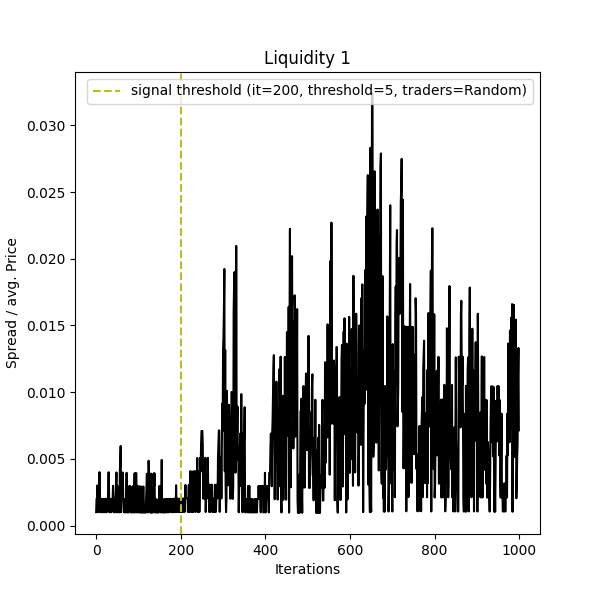 Liquidity 1
signal threshold (it=200, threshold=5, traders=Random)
0.030
0.025
0.020
0.015
0.010
0.005
0.000
Spread / avg. Price
0 200 400 600 800 1000
Iterations